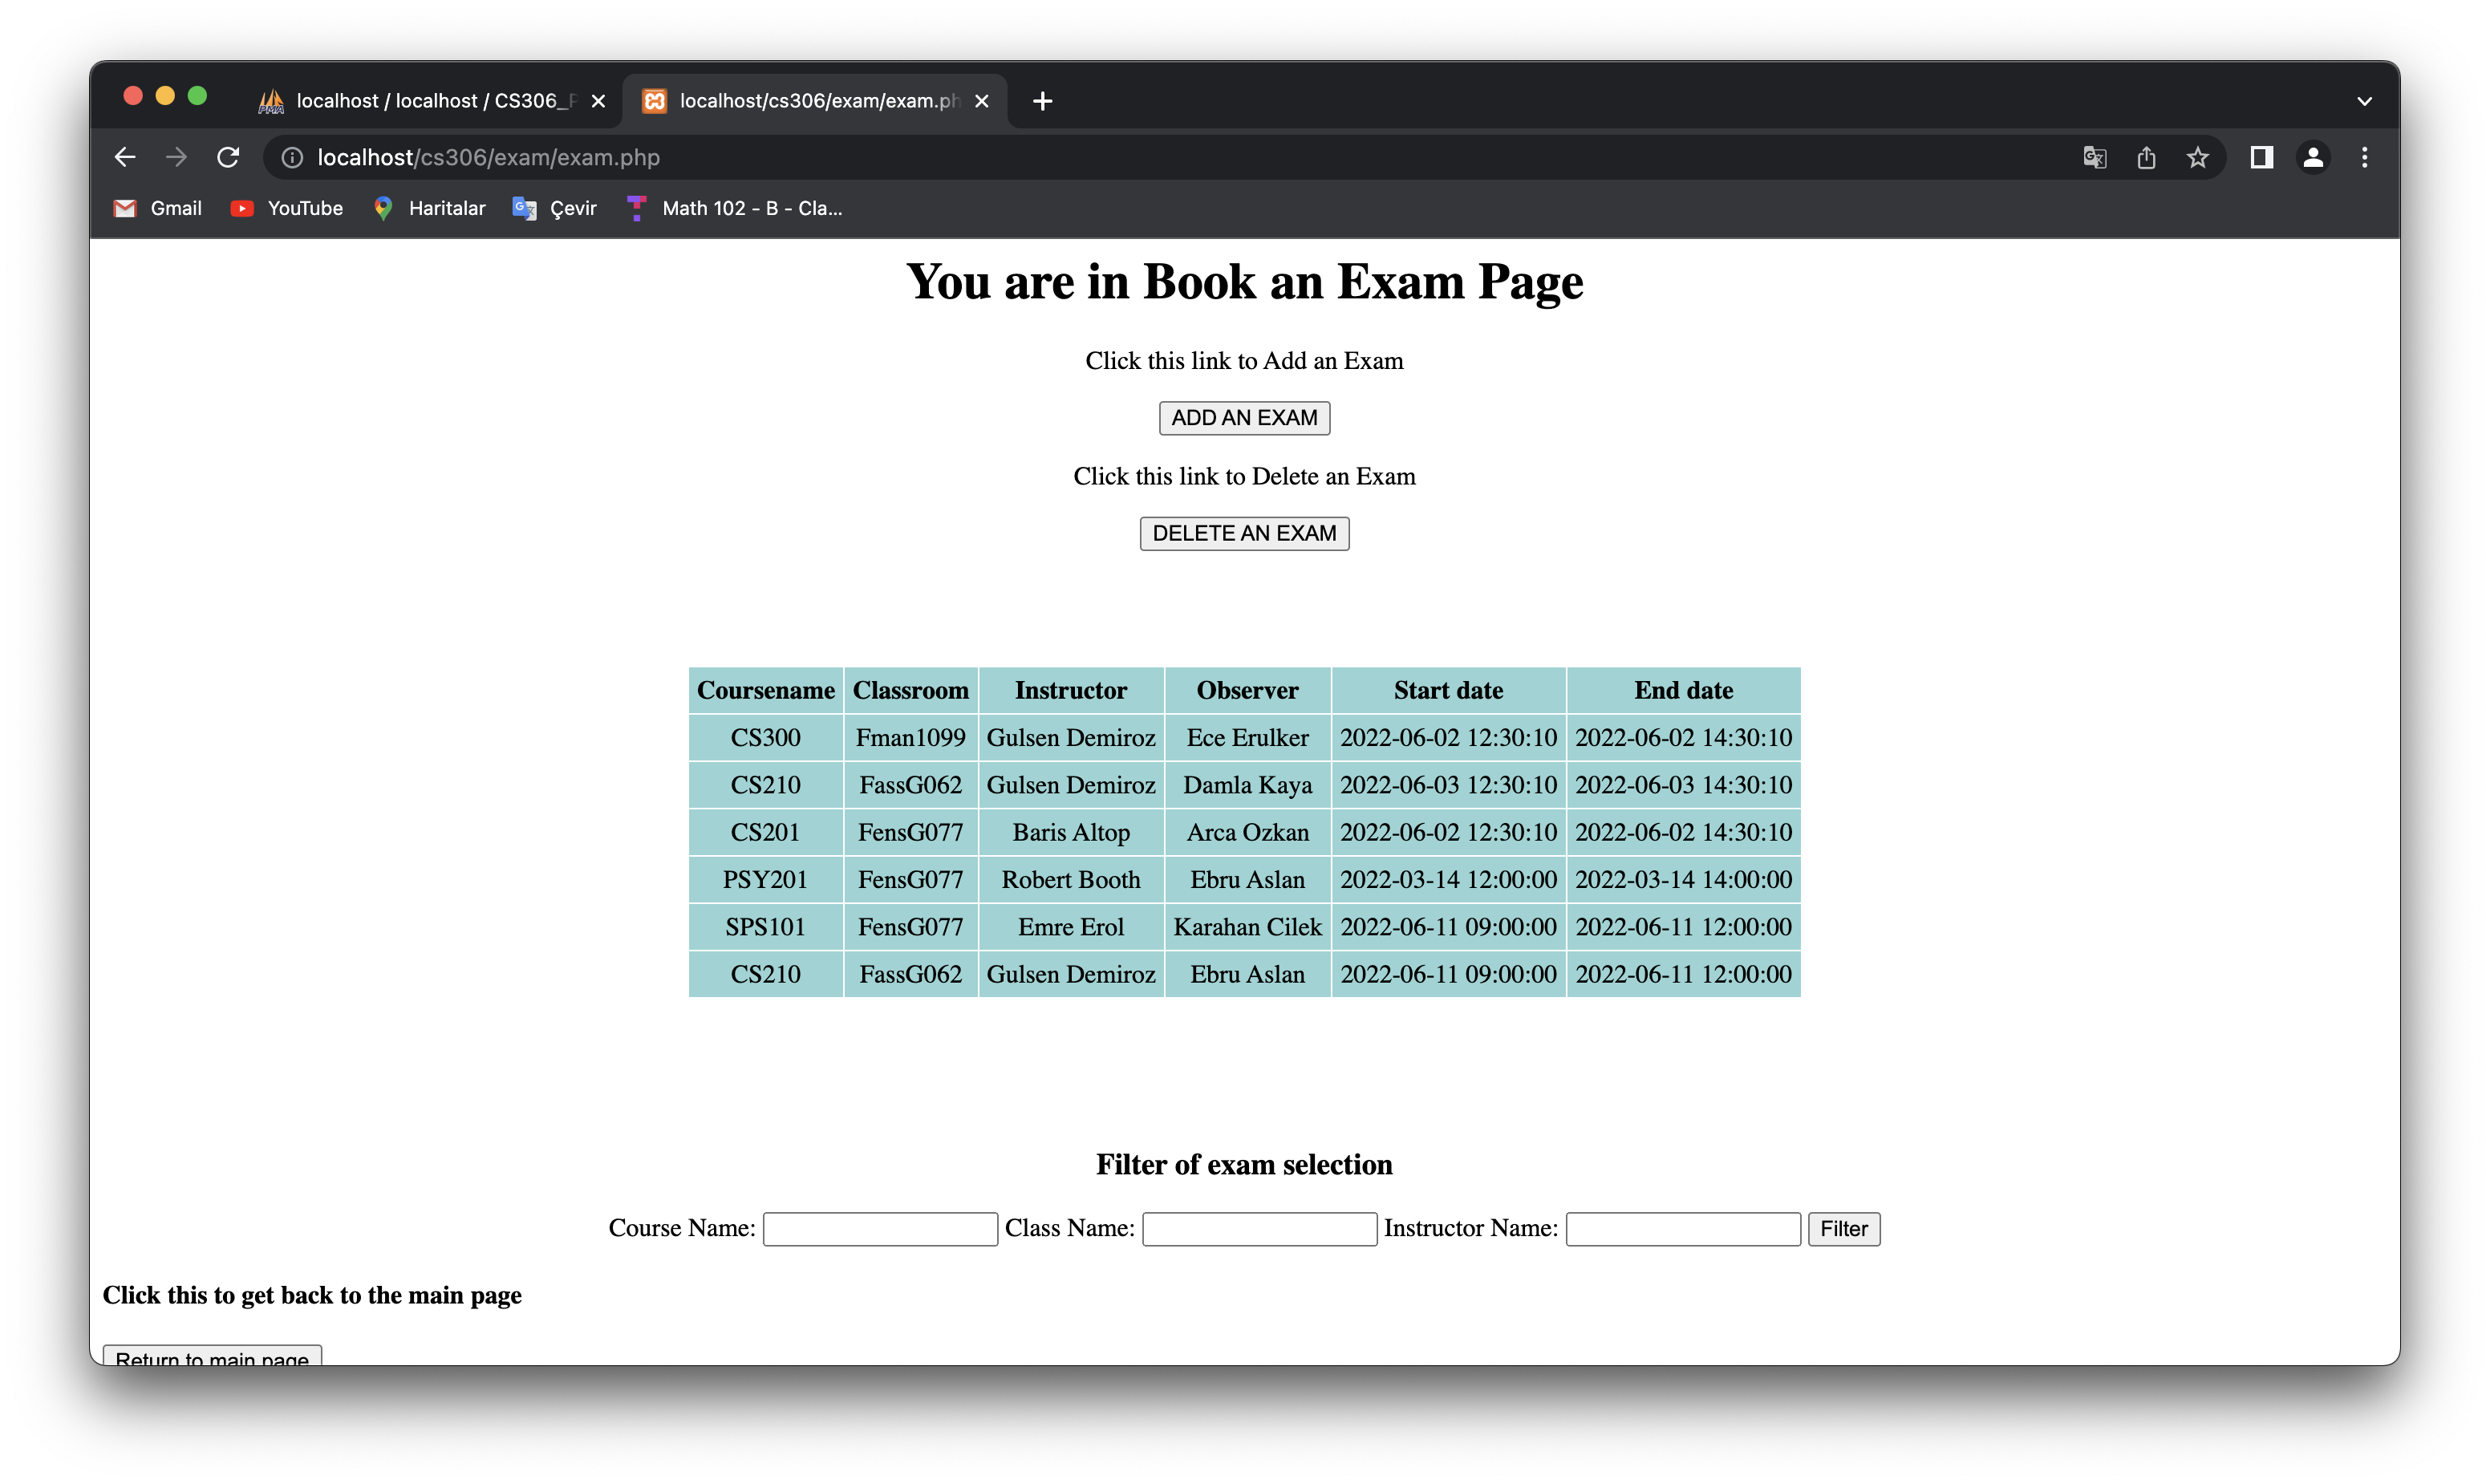 localhost / localhost / CS306_P
localhost/cs306/exam/exam.ph
localhost/cs306/exam/exam.php
Gmail YouTube Haritalar Çevir Math 102 - B - Cla...
You are in Book an Exam Page
Click this link to Add an Exam
ADD AN EXAM
Click this link to Delete an Exam
DELETE AN EXAM
Coursename Classroom Instructor Observer Start date End date
CS300 Fman1099 Gulsen Demiroz Ece Erulker 2022-06-02 12:30:10 2022-06-02 14:30:10
CS210 FassG062 Gulsen Demiroz Damla Kaya 2022-06-03 12:30:10 2022-06-03 14:30:10
CS201 FensG077 Baris Altop Arca Ozkan 2022-06-02 12:30:10 2022-06-02 14:30:10
PSY201 FensG077 Robert Booth Ebru Aslan 2022-03-14 12:00:00 2022-03-14 14:00:00
SPS101 FensG077 Emre Erol Karahan Cilek 2022-06-11 09:00:00 2022-06-11 12:00:00
CS210 FassG062 Gulsen Demiroz Ebru Aslan 2022-06-11 09:00:00 2022-06-11 12:00:00
Filter of exam selection
Course Name: Class Name: Instructor Name: Filter
Click this to get back to the main page
Return to main page